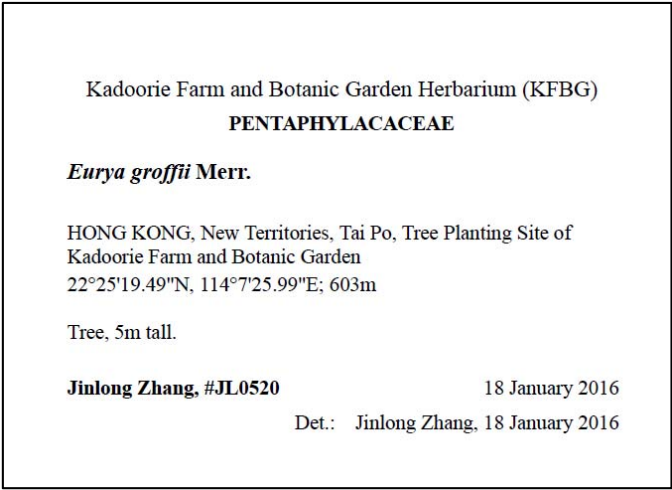 Kadoorie Farm and Botanic Garden Herbarium (KFBG)
PENTAPHYLACACEAE
Eurya groffii Merr.
HONG KONG, New Territories, Tai Po, Tree Planting Site of
Kadoorie Farm and Botanic Garden
22°25'19.49"N, 114°7'25.99"E; 603m
Tree, 5m tall.
Jinlong Zhang, #JL0520 18 January 2016
Det.: Jinlong Zhang, 18 January 2016